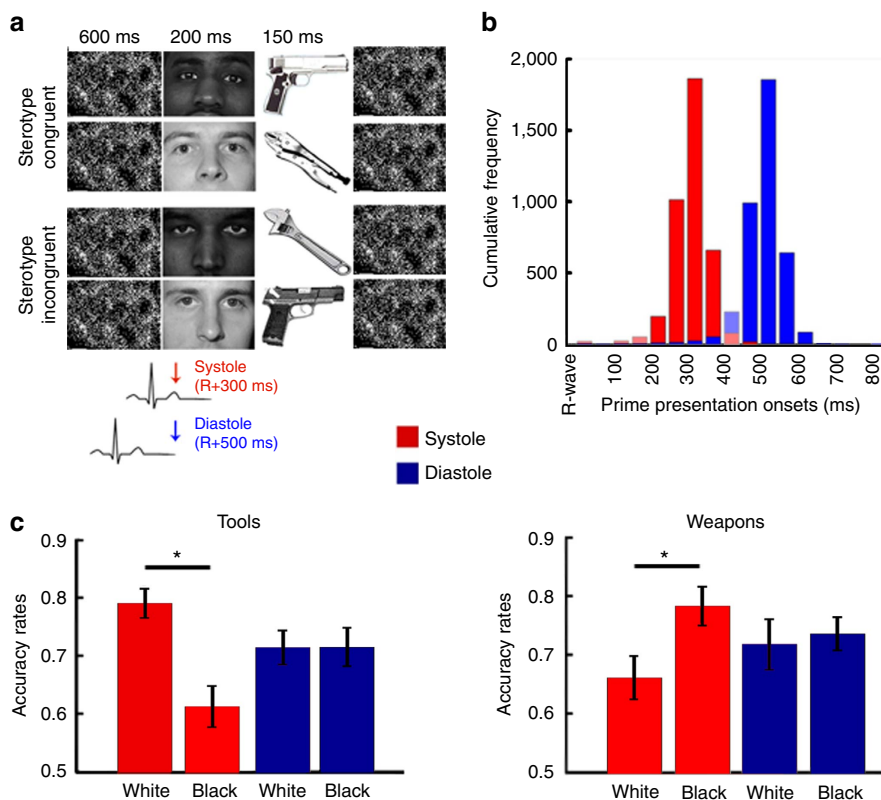 a
600 ms 200 ms 150 ms
Sterotype
congruent
Sterotype
incongruent
Systole
(R+300 ms)
Diastole
(R+500 ms)
b
2,000
1,500
1,000
500
0
Cumulative frequency
R-wave 100 200 300 400 500 600 700 800
Prime presentation onsets (ms)
Systole
Diastole
c
Tools
0.9
0.8
0.7
0.6
0.5
Accuracy rates
*
White Black White Black
Weapons
0.9
0.8
0.7
0.6
0.5
Accuracy rates
*
White Black White Black